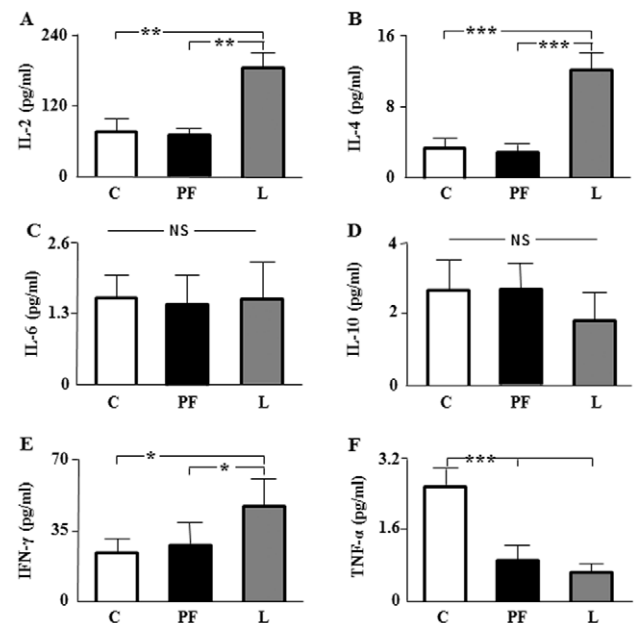 A
IL-2 (pg/ml)
240
120
0
**
**
C PF L
B
IL-4 (pg/ml)
16
8
0
***
***
C PF L
C
IL-6 (pg/ml)
2.6
1.3
0
NS
C PF L
D
IL-10 (pg/ml)
4
2
0
NS
C PF L
E
IFN-γ (pg/ml)
70
35
0
*
*
C PF L
F
TNF-α (pg/ml)
3.2
1.6
0
***
C PF L